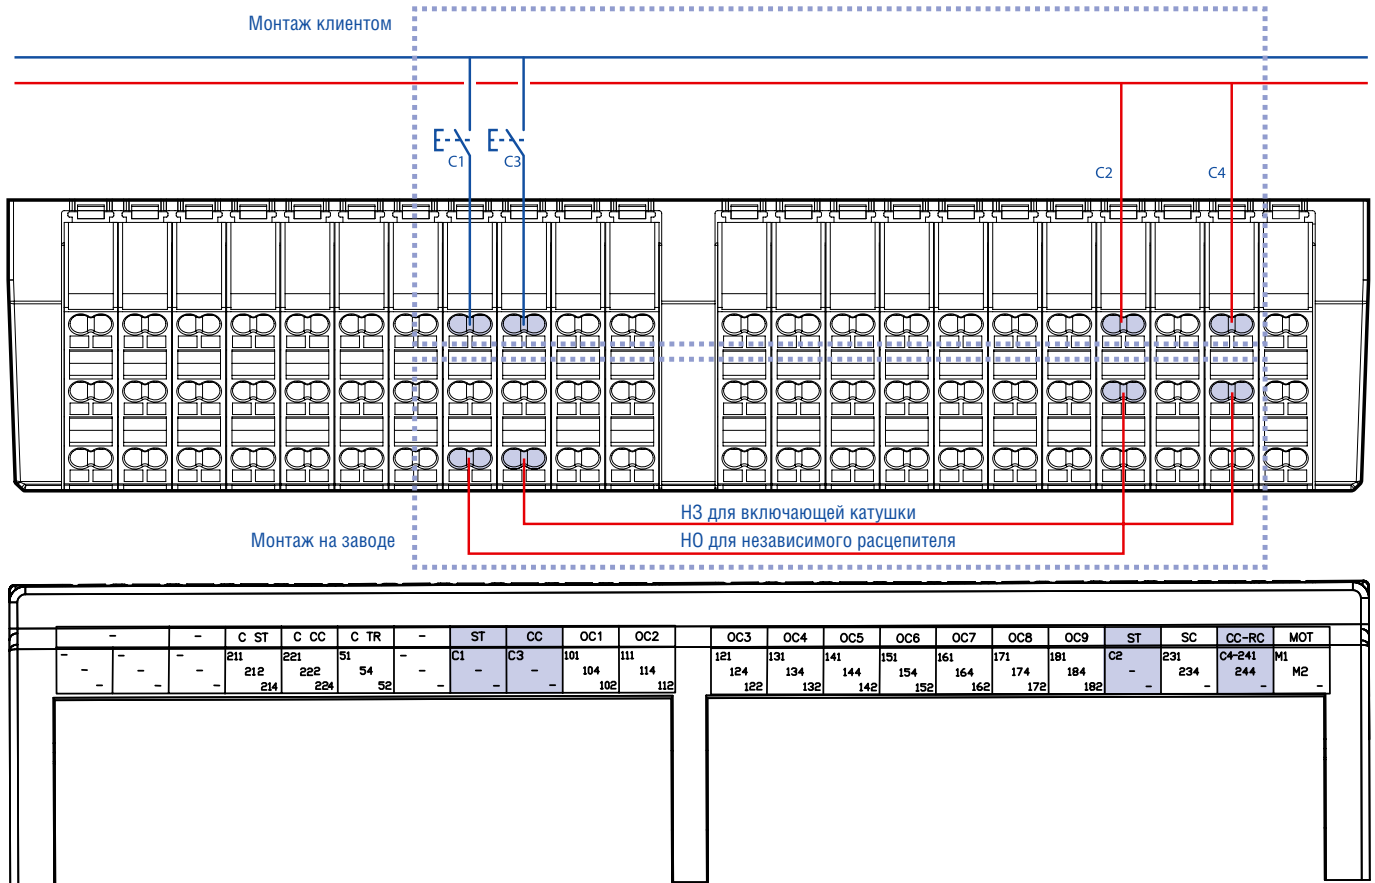 Монтаж клиентом
C1
C3
C2
C4
НЗ для включающей катушки
Монтаж на заводе
НО для независимого расцепителя
- - C ST C CC C TR - ST CC OC1 OC2 OC3 OC4 OC5 OC6 OC7 OC8 OC9 ST SC CC-RC MOT
- - - 211 221 51 - C1 C3 101 111 121 131 141 151 161 171 181 C2 231 C4-241 M1
- - - 212 222 54 - - - 104 114 124 134 144 154 164 174 184 - 234 244 M2
- - - 214 224 52 - - - 102 112 122 132 142 152 162 172 182 - - - -